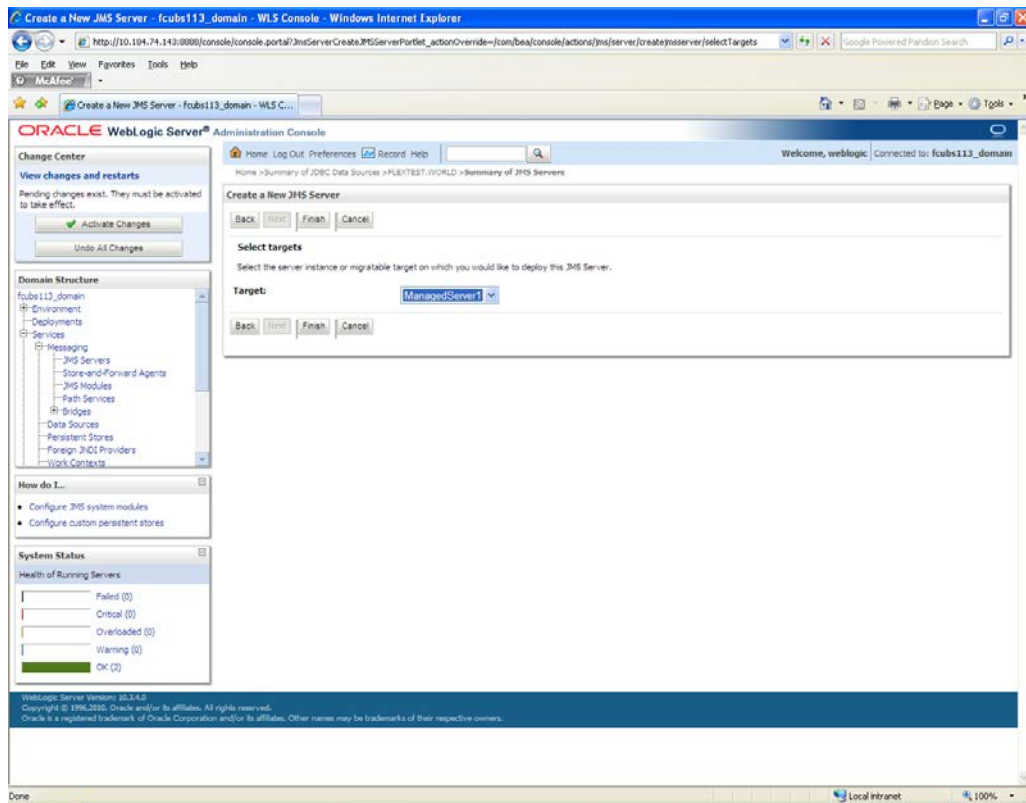 Create a New JMS Server - fcubs113_domain - WLS Console - Windows Internet Explorer
http://10.184.74.143:8888/console/console.portal?JmsServerCreateJMSServerPortlet_actionOverride=/com/bea/console/actions/jms/server/createjmsserver/selectTargets
Google Powered Pandion Search
File Edit View Favorites Tools Help
McAfee
Create a New JMS Server - fcubs113_domain - WLS C...
Page Tools
ORACLE WebLogic Server® Administration Console
Change Center
View changes and restarts
Pending changes exist. They must be activated
to take effect.
Activate Changes
Undo All Changes
Domain Structure
fcubs113_domain
Environment
Deployments
Services
Messaging
JMS Servers
Store-and-Forward Agents
JMS Modules
Path Services
Bridges
Data Sources
Persistent Stores
Foreign JNDI Providers
Work Contexts
How do I...
Configure JMS system modules
Configure custom persistent stores
System Status
Health of Running Servers
Failed (0)
Critical (0)
Overloaded (0)
Warning (0)
OK (2)
Home Log Out Preferences Record Help
Welcome, weblogic Connected to: fcubs113_domain
Home >Summary of JDBC Data Sources >FLEXTEST.WORLD >Summary of JMS Servers
Create a New JMS Server
Back Next Finish Cancel
Select targets
Select the server instance or migratable target on which you would like to deploy this JMS Server.
Target: ManagedServer1
Back Next Finish Cancel
WebLogic Server Version: 10.3.4.0
Copyright © 1996,2010. Oracle and/or its affiliates. All rights reserved.
Oracle is a registered trademark of Oracle Corporation and/or its affiliates. Other names may be trademarks of their respective owners.
Done
Local intranet
100%